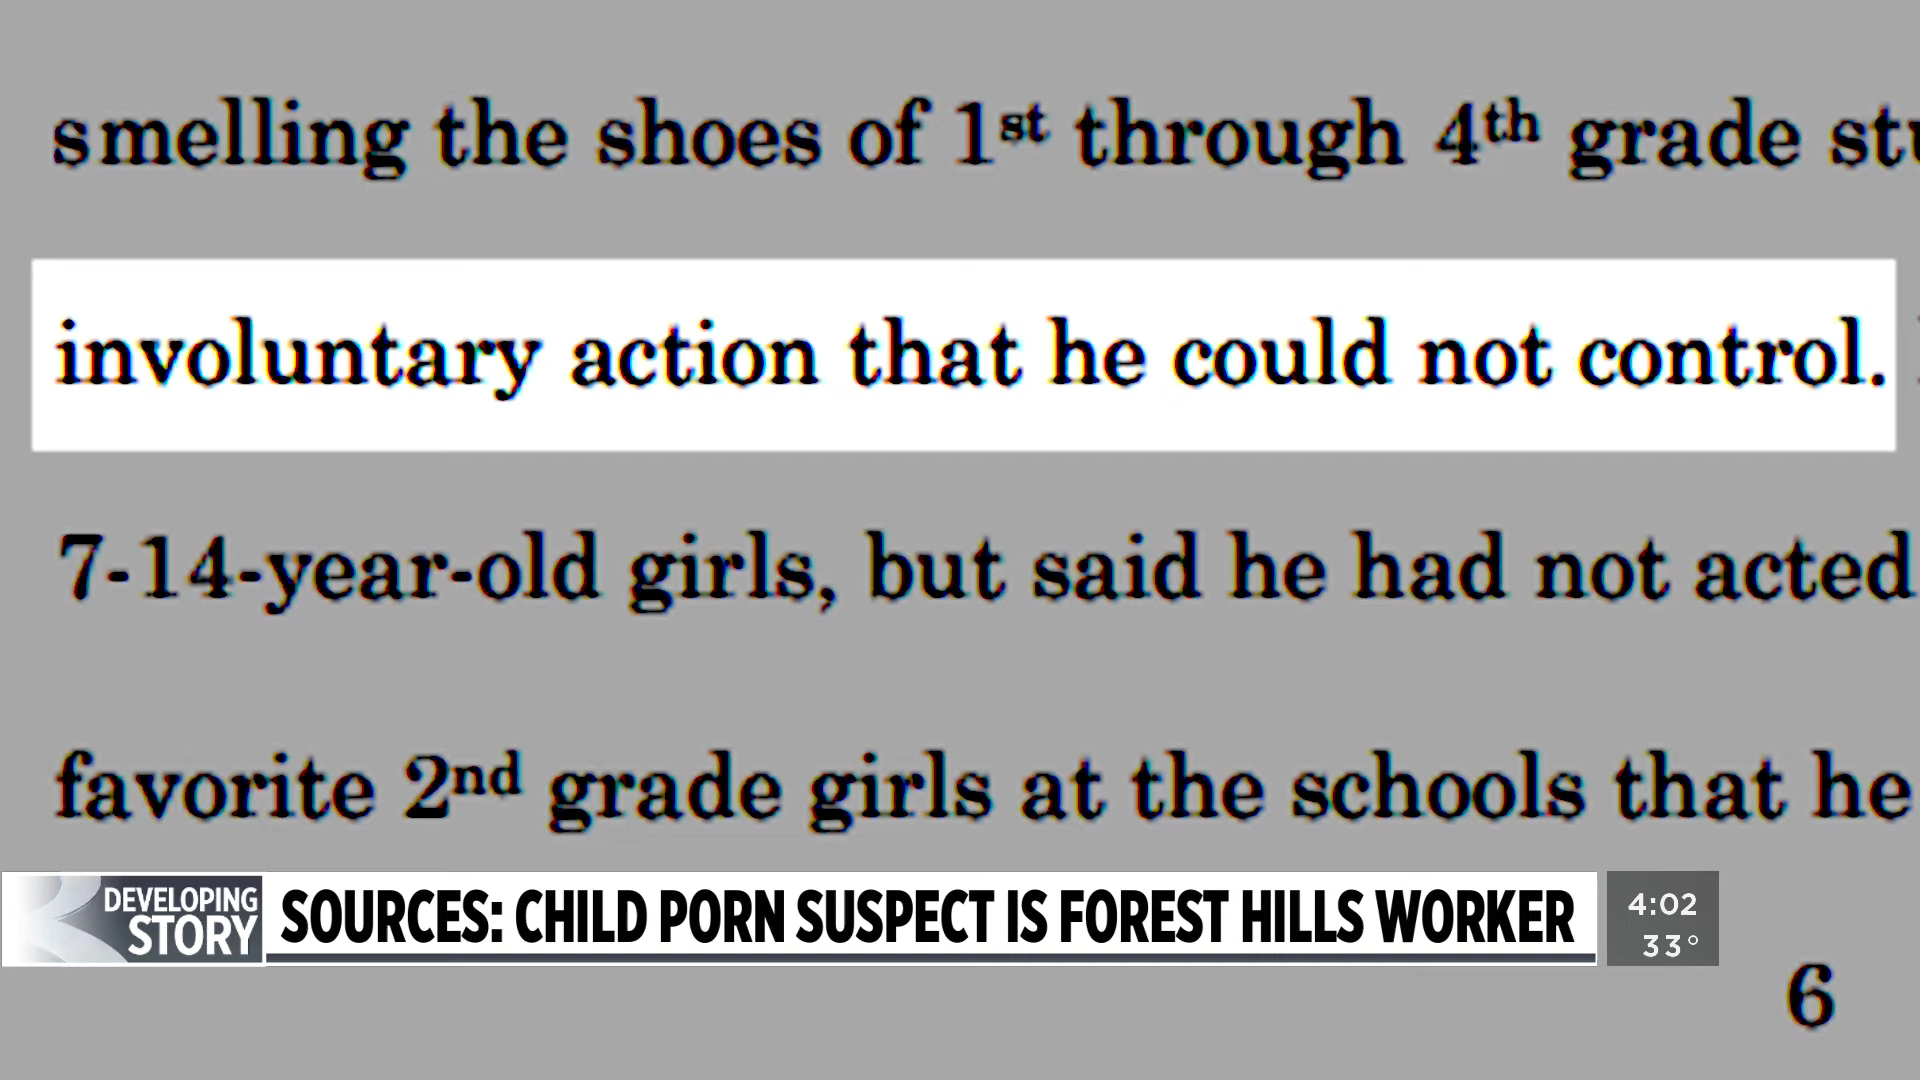 smelling the shoes of 1st through 4th grade
involuntary action that he could not control.
7-14-year-old girls, but said he had not acted
favorite 2nd grade girls at the schools that he
DEVELOPING
STORY
SOURCES: CHILD PORN SUSPECT IS FOREST HILLS WORKER
4:02
33°
6